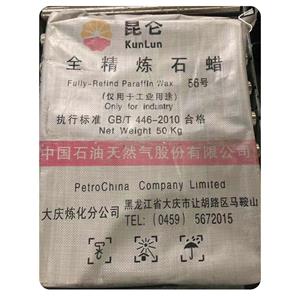 昆仑
KunLun
全精炼石蜡
Fully-Refind Paraffin Wax 56号
(仅用于工业用途)
Only for industry
执行标准 GB/T 446-2010 合格
Net Weight 50 Kg
中国石油天然气股份有限公司
PetroChina Company Limited
大庆炼化分公司
黑龙江省大庆市让胡路区马鞍山
TEL: (0459) 5672015